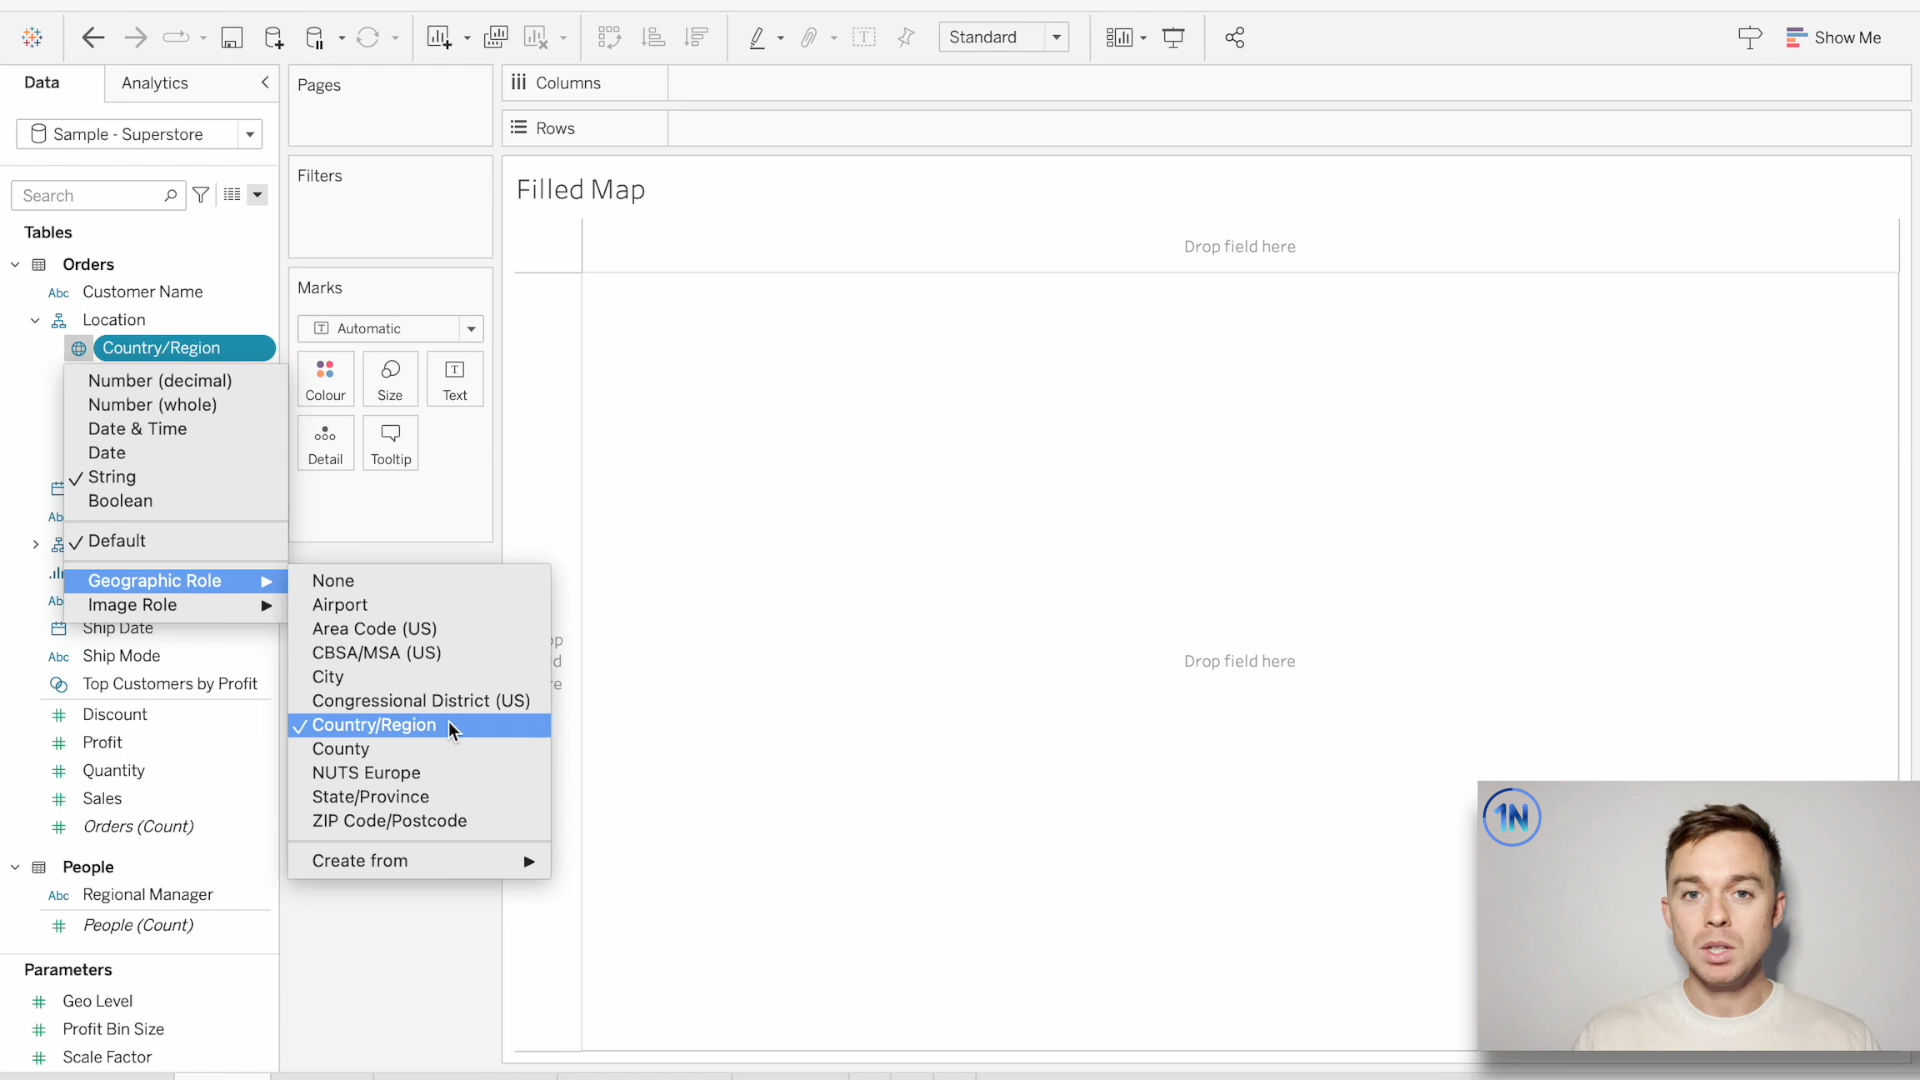 Standard
Show Me
Data
Analytics
Pages
Columns
Rows
Sample - Superstore
Search
Filters
Filled Map
Tables
Drop field here
Orders
Abc Customer Name
Marks
Location
Automatic
Country/Region
Number (decimal)
Number (whole)
Date & Time
Date
String
Boolean
Default
Geographic Role
Image Role
Colour
Size
T Text
Detail
Tooltip
None
Airport
Area Code (US)
CBSA/MSA (US)
City
Congressional District (US)
Country/Region
County
NUTS Europe
State/Province
ZIP Code/Postcode
Create from
Drop field here
Ship Date
Abc Ship Mode
Top Customers by Profit
# Discount
# Profit
# Quantity
# Sales
# Orders (Count)
People
Abc Regional Manager
# People (Count)
Parameters
# Geo Level
# Profit Bin Size
# Scale Factor
1N